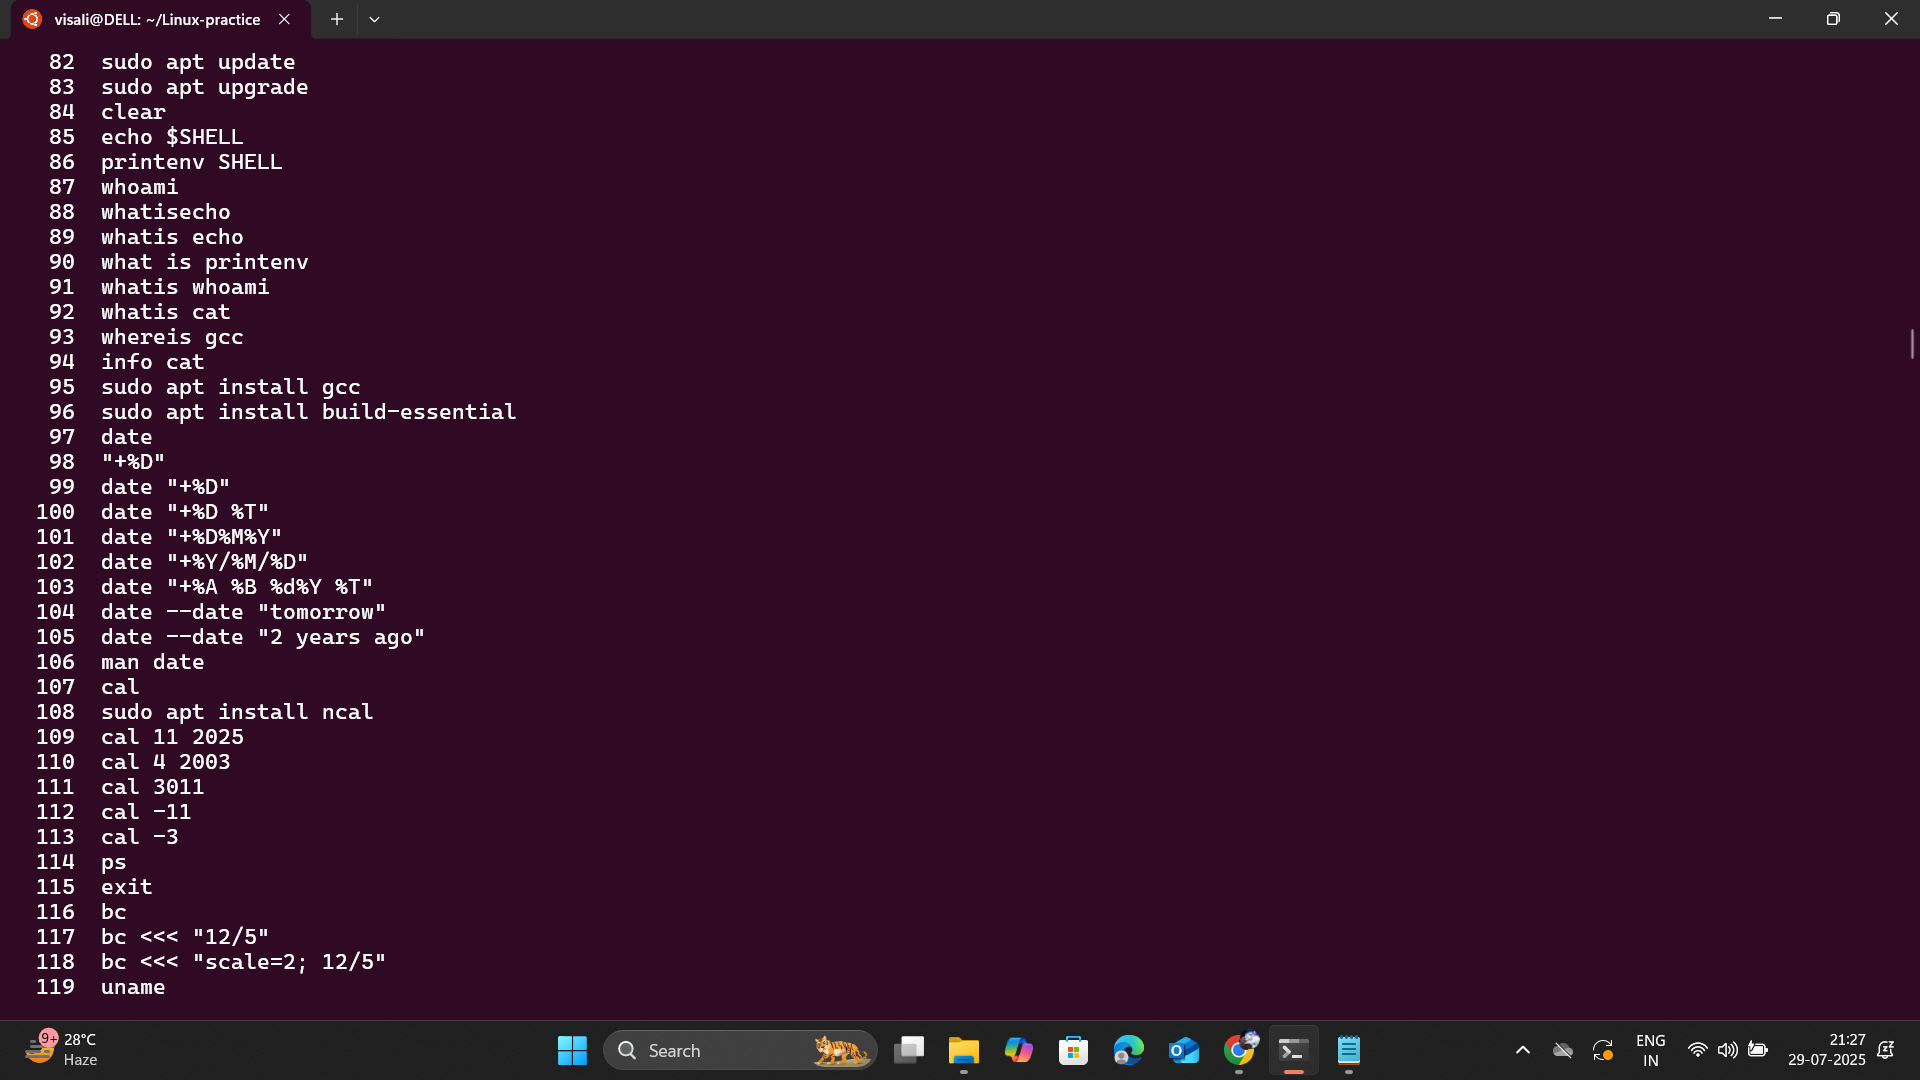 visali@DELL: ~/Linux-practice
82 sudo apt update
83 sudo apt upgrade
84 clear
85 echo $SHELL
86 printenv SHELL
87 whoami
88 whatisecho
89 whatis echo
90 what is printenv
91 whatis whoami
92 whatis cat
93 whereis gcc
94 info cat
95 sudo apt install gcc
96 sudo apt install build-essential
97 date
98 "+%D"
99 date "+%D"
100 date "+%D %T"
101 date "+%D%M%Y"
102 date "+%Y/%M/%D"
103 date "+%A %B %d%Y %T"
104 date --date "tomorrow"
105 date --date "2 years ago"
106 man date
107 cal
108 sudo apt install ncal
109 cal 11 2025
110 cal 4 2003
111 cal 3011
112 cal -11
113 cal -3
114 ps
115 exit
116 bc
117 bc <<< "12/5"
118 bc <<< "scale=2; 12/5"
119 uname
9+ 28°C
Haze
Search
ENG
IN
21:27
29-07-2025